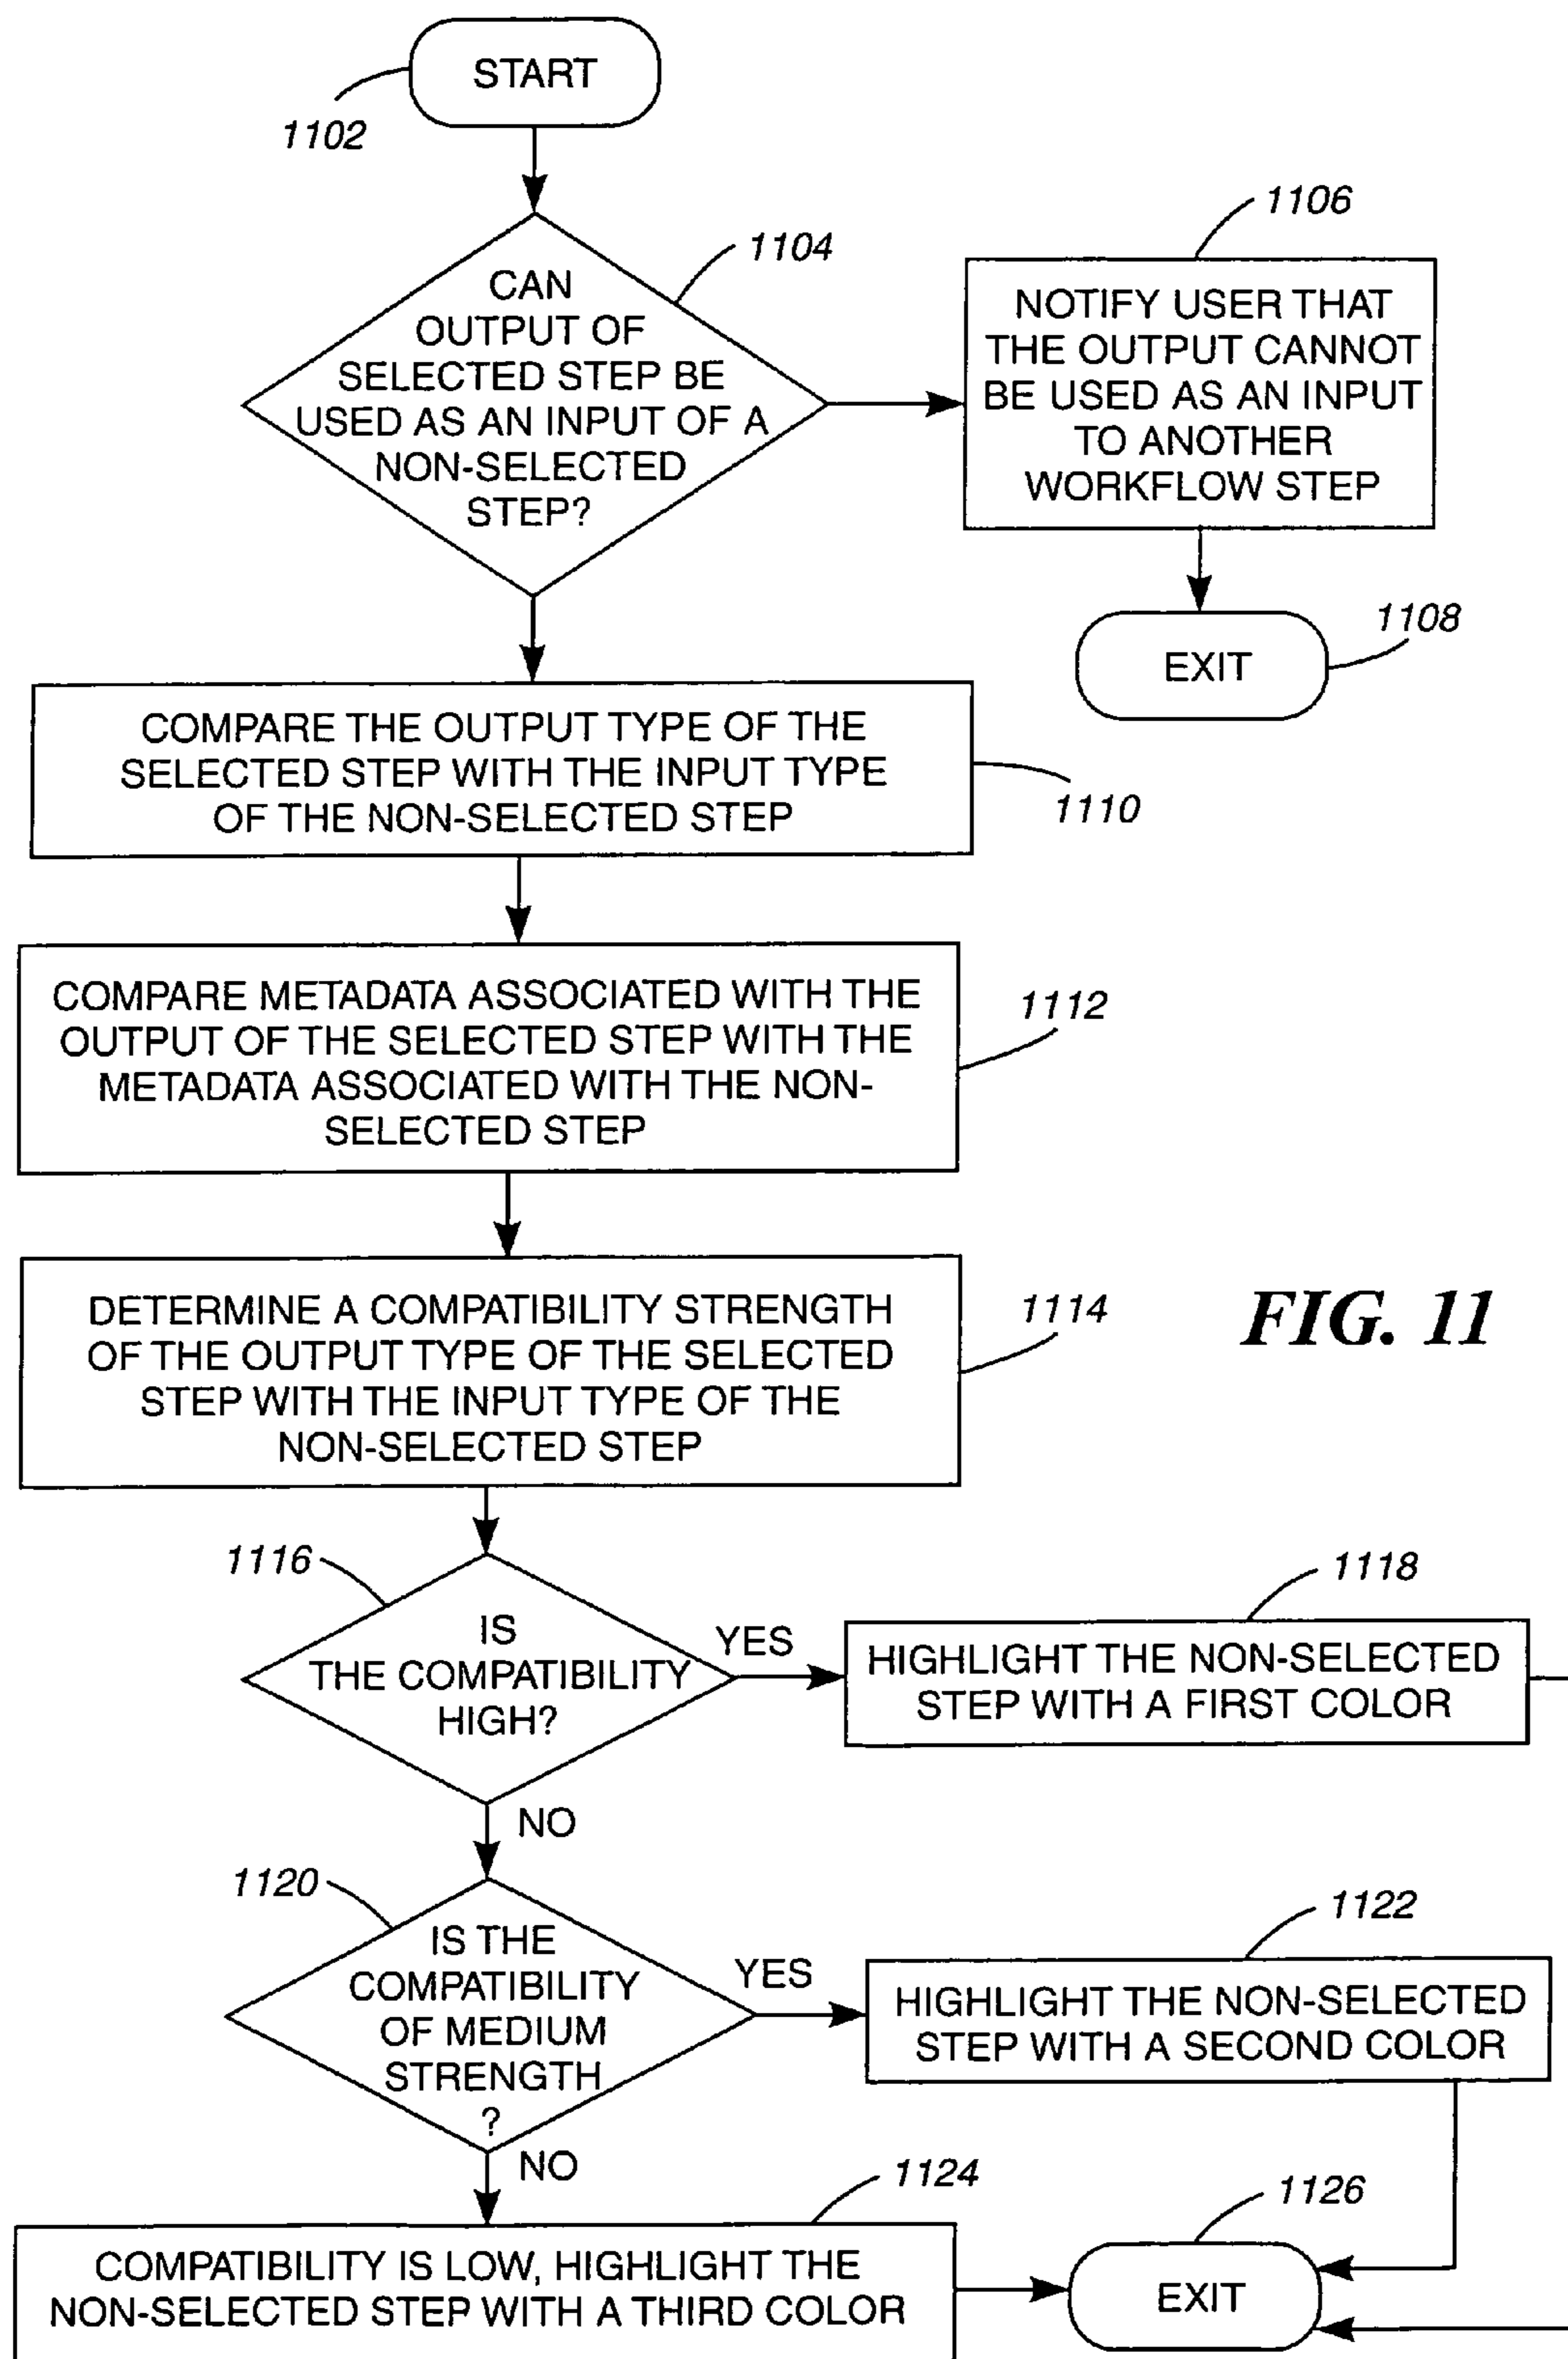 START
1102
CAN
OUTPUT OF
SELECTED STEP BE
USED AS AN INPUT OF A
NON-SELECTED
STEP?
1104
1106
NOTIFY USER THAT
THE OUTPUT CANNOT
BE USED AS AN INPUT
TO ANOTHER
WORKFLOW STEP
EXIT
1108
COMPARE THE OUTPUT TYPE OF THE
SELECTED STEP WITH THE INPUT TYPE
OF THE NON-SELECTED STEP
1110
COMPARE METADATA ASSOCIATED WITH THE
OUTPUT OF THE SELECTED STEP WITH THE
METADATA ASSOCIATED WITH THE NON-
SELECTED STEP
1112
DETERMINE A COMPATIBILITY STRENGTH
OF THE OUTPUT TYPE OF THE SELECTED
STEP WITH THE INPUT TYPE OF THE
NON-SELECTED STEP
1114
FIG. 11
1116
IS
THE COMPATIBILITY
HIGH?
YES
1118
HIGHLIGHT THE NON-SELECTED
STEP WITH A FIRST COLOR
NO
1120
IS THE
COMPATIBILITY
OF MEDIUM
STRENGTH
?
YES
1122
HIGHLIGHT THE NON-SELECTED
STEP WITH A SECOND COLOR
NO
1124
COMPATIBILITY IS LOW, HIGHLIGHT THE
NON-SELECTED STEP WITH A THIRD COLOR
1126
EXIT